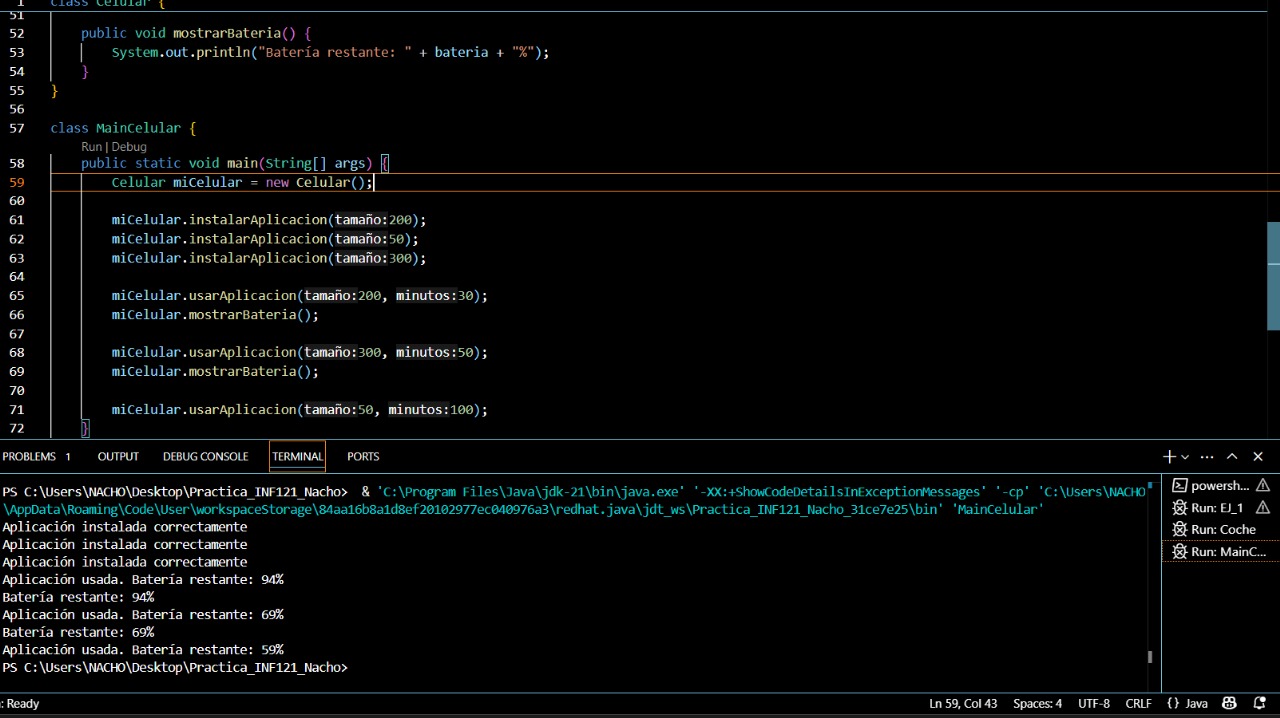 1 class Celular {
51
52 public void mostrarBateria() {
53 System.out.println("Batería restante: " + bateria + "%");
54 }
55 }
56
57 class MainCelular {
Run | Debug
58 public static void main(String[] args) {
59 Celular miCelular = new Celular();
60
61 miCelular.instalarAplicacion(tamaño:200);
62 miCelular.instalarAplicacion(tamaño:50);
63 miCelular.instalarAplicacion(tamaño:300);
64
65 miCelular.usarAplicacion(tamaño:200, minutos:30);
66 miCelular.mostrarBateria();
67
68 miCelular.usarAplicacion(tamaño:300, minutos:50);
69 miCelular.mostrarBateria();
70
71 miCelular.usarAplicacion(tamaño:50, minutos:100);
72 }
PROBLEMS 1 OUTPUT DEBUG CONSOLE TERMINAL PORTS
PS C:\Users\NACHO\Desktop\Practica_INF121_Nacho> & 'C:\Program Files\Java\jdk-21\bin\java.exe' '-XX:+ShowCodeDetailsInExceptionMessages' '-cp' 'C:\Users\NACHO
\AppData\Roaming\Code\User\workspaceStorage\84aa16b8a1d8ef20102977ec040976a3\redhat.java\jdt_ws\Practica_INF121_Nacho_31ce7e25\bin' 'MainCelular'
Aplicación instalada correctamente
Aplicación instalada correctamente
Aplicación instalada correctamente
Aplicación usada. Batería restante: 94%
Batería restante: 94%
Aplicación usada. Batería restante: 69%
Batería restante: 69%
Aplicación usada. Batería restante: 59%
PS C:\Users\NACHO\Desktop\Practica_INF121_Nacho>
powersh...
Run: EJ_1
Run: Coche
Run: MainC...
: Ready Ln 59, Col 43 Spaces: 4 UTF-8 CRLF {} Java